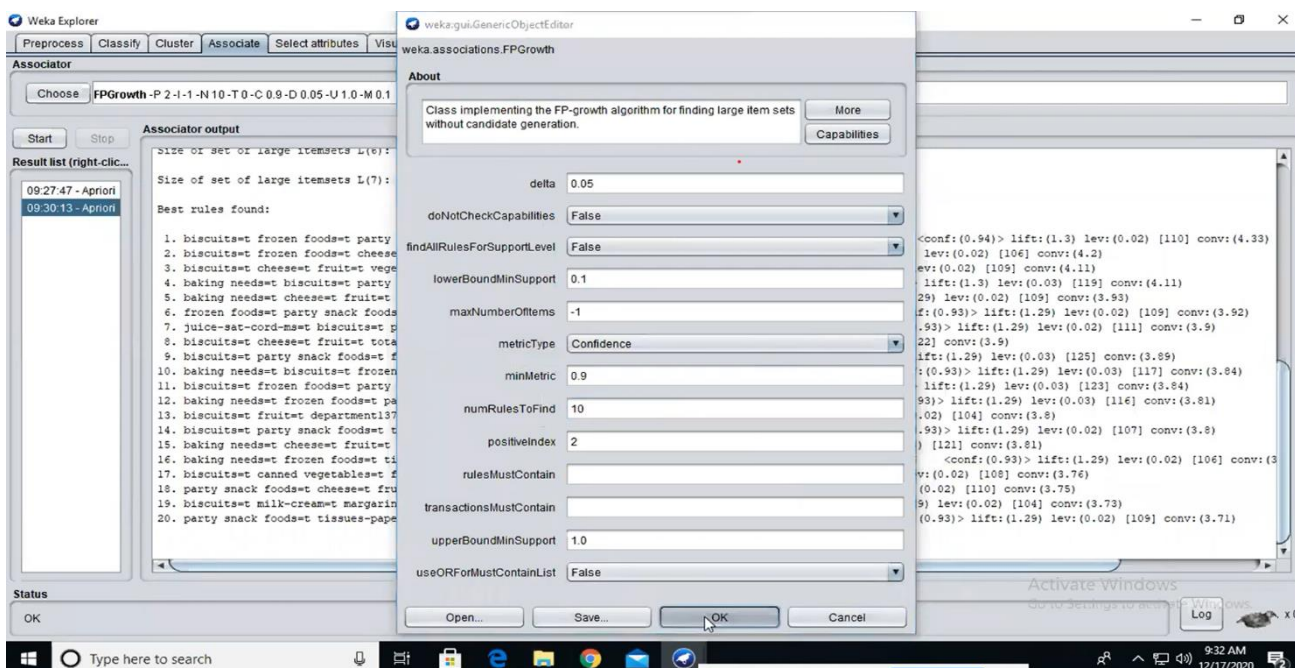 Weka Explorer
Preprocess Classify Cluster Associate Select attributes Visu
Associator
Choose FPGrowth -P 2 -I -1 -N 10 -T 0 -C 0.9 -D 0.05 -U 1.0 -M 0.1
Start Stop
Result list (right-clic...
09:27:47 - Apriori
09:30:13 - Apriori
Associator output
Size of set of large itemsets L(6):
Size of set of large itemsets L(7):
Best rules found:
1. biscuits=t frozen foods=t party <conf:(0.94)> lift:(1.3) lev:(0.02) [110] conv:(4.33)
2. biscuits=t frozen foods=t cheese lev:(0.02) [106] conv:(4.2)
3. biscuits=t cheese=t fruit=t vege ev:(0.02) [109] conv:(4.11)
4. baking needs=t biscuits=t party lift:(1.3) lev:(0.03) [119] conv:(4.11)
5. baking needs=t cheese=t fruit=t 29) lev:(0.02) [109] conv:(3.93)
6. frozen foods=t party snack foods f:(0.93)> lift:(1.29) lev:(0.02) [109] conv:(3.92)
7. juice-sat-cord-ms=t biscuits=t p .93)> lift:(1.29) lev:(0.02) [111] conv:(3.9)
8. biscuits=t cheese=t fruit=t tota 22] conv:(3.9)
9. biscuits=t party snack foods=t f ift:(1.29) lev:(0.03) [125] conv:(3.89)
10. baking needs=t biscuits=t frozen :(0.93)> lift:(1.29) lev:(0.03) [117] conv:(3.84)
11. biscuits=t frozen foods=t party lift:(1.29) lev:(0.03) [123] conv:(3.84)
12. baking needs=t frozen foods=t pa 93)> lift:(1.29) lev:(0.03) [116] conv:(3.81)
13. biscuits=t fruit=t department137 .02) [104] conv:(3.8)
14. biscuits=t party snack foods=t t .93)> lift:(1.29) lev:(0.02) [107] conv:(3.8)
15. baking needs=t cheese=t fruit=t ) [121] conv:(3.81)
16. baking needs=t frozen foods=t ti <conf:(0.93)> lift:(1.29) lev:(0.02) [106] conv:(3
17. biscuits=t canned vegetables=t f v:(0.02) [108] conv:(3.76)
18. party snack foods=t cheese=t fru (0.02) [110] conv:(3.75)
19. biscuits=t milk-cream=t margarin 9) lev:(0.02) [104] conv:(3.73)
20. party snack foods=t tissues-pape (0.93)> lift:(1.29) lev:(0.02) [109] conv:(3.71)
weka.gui.GenericObjectEditor
weka.associations.FPGrowth
About
Class implementing the FP-growth algorithm for finding large item sets
without candidate generation.
More
Capabilities
delta 0.05
doNotCheckCapabilities False
findAllRulesForSupportLevel False
lowerBoundMinSupport 0.1
maxNumberOfItems -1
metricType Confidence
minMetric 0.9
numRulesToFind 10
positiveIndex 2
rulesMustContain
transactionsMustContain
upperBoundMinSupport 1.0
useORForMustContainList False
Open... Save... OK Cancel
Activate Windows
Go to Settings to activate Windows.
Status
OK
Log x 0
Type here to search
9:32 AM
12/17/2020